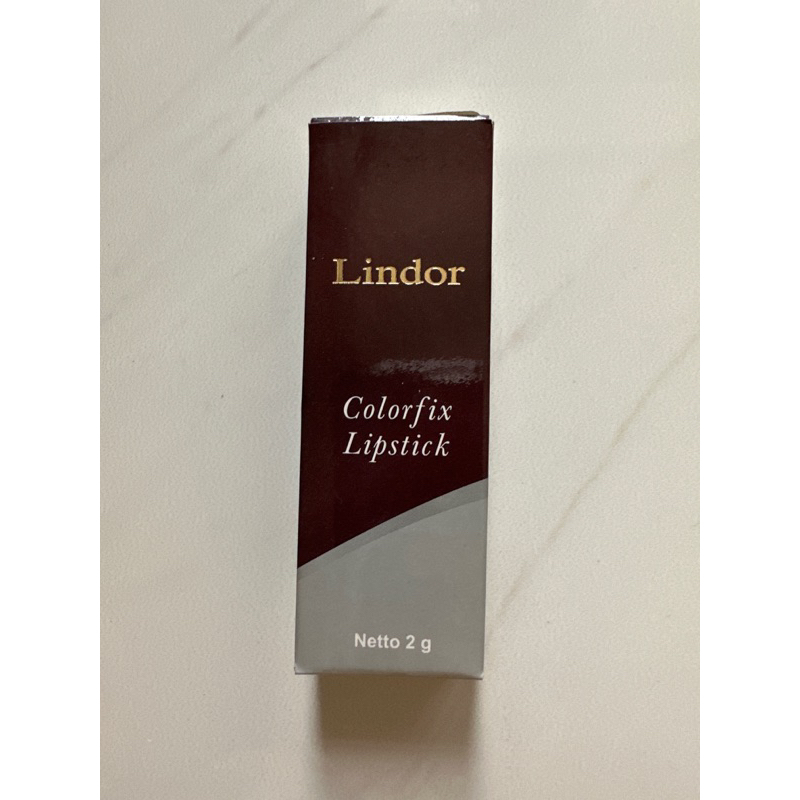 Lindor
Colorfix
Lipstick
Netto 2 g